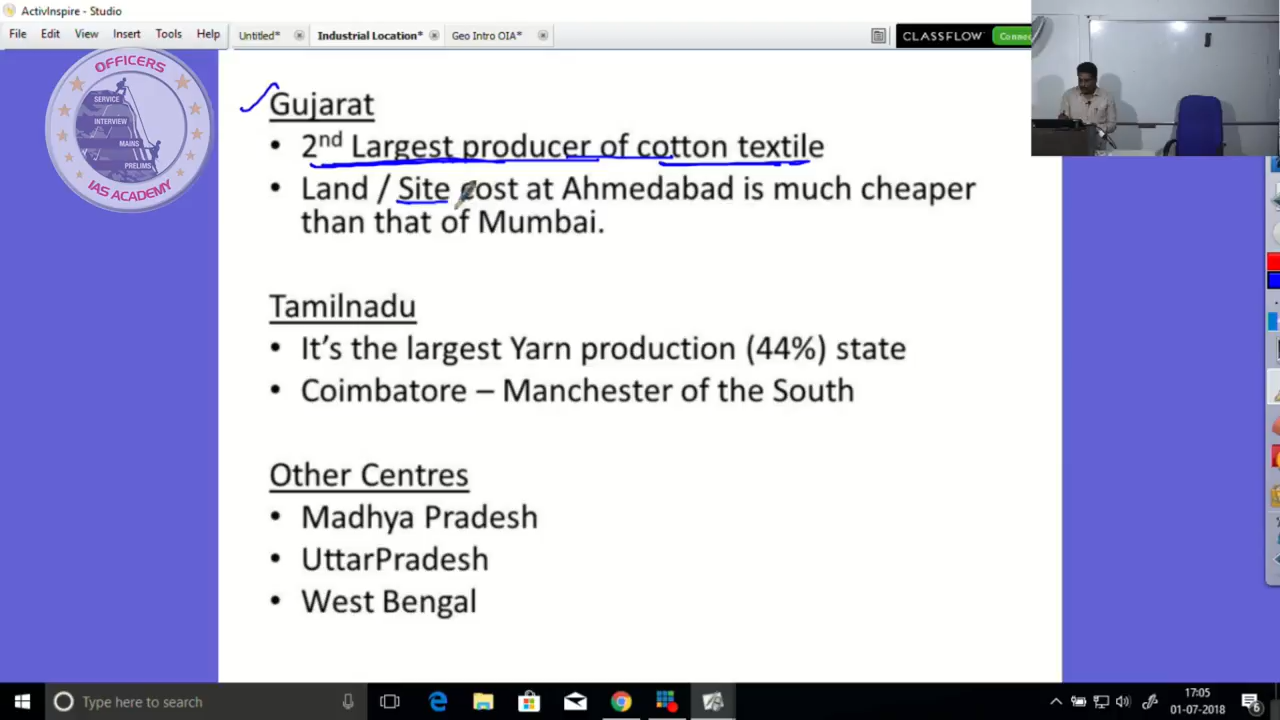 ActivInspire - Studio
File Edit View Insert Tools Help
Untitled* Industrial Location* Geo Intro OIA* CLASSFLOW Connec
OFFICERS
SERVICE
INTERVIEW
MAINS
PRELIMS
IAS ACADEMY
Gujarat
• 2nd Largest producer of cotton textile
• Land / Site cost at Ahmedabad is much cheaper
than that of Mumbai.
Tamilnadu
• It's the largest Yarn production (44%) state
• Coimbatore – Manchester of the South
Other Centres
• Madhya Pradesh
• UttarPradesh
• West Bengal
Type here to search
17:05
01-07-2018
6